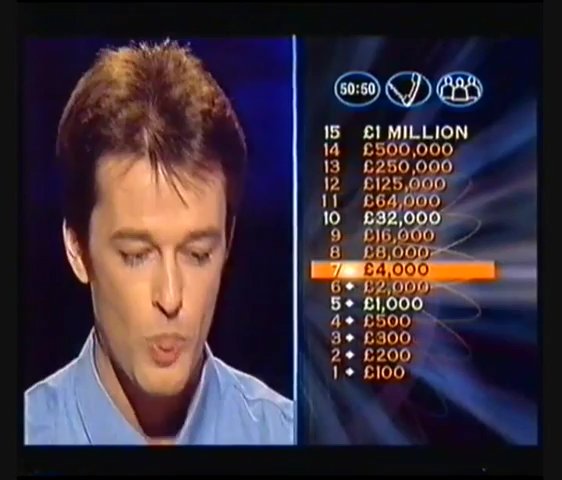 50:50
15 £1 MILLION
14 £500,000
13 £250,000
12 £125,000
11 £64,000
10 £32,000
9 £16,000
8 £8,000
7 £4,000
6 ◆ £2,000
5 ◆ £1,000
4 ◆ £500
3 ◆ £300
2 ◆ £200
1 ◆ £100